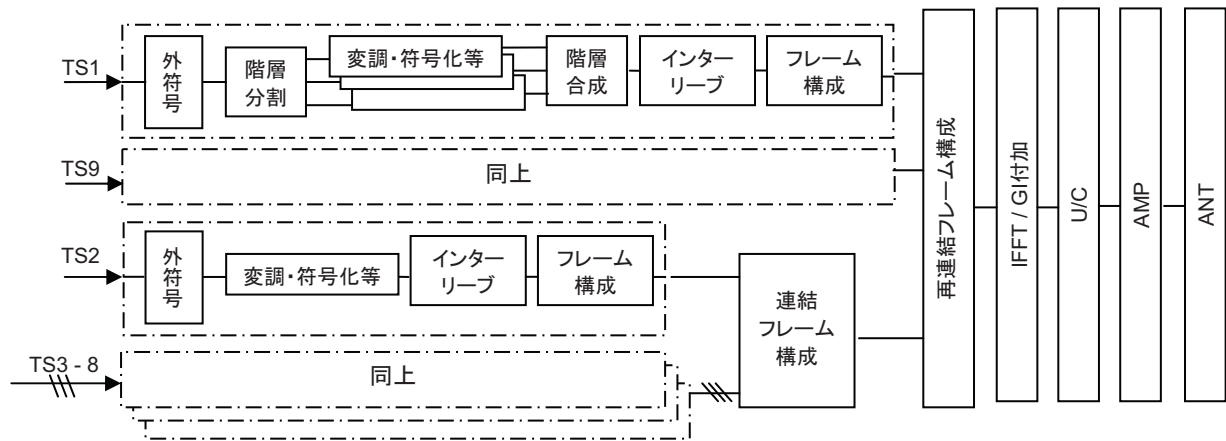 TS1
外
符
号
階層
分割
変調・符号化等
階層
合成
インター
リーブ
フレーム
構成
TS9
同上
TS2
外
符
号
変調・符号化等
インター
リーブ
フレーム
構成
TS3 - 8
同上
連結
フレーム
構成
再連結フレーム構成
IFFT / GI付加
U/C
AMP
ANT